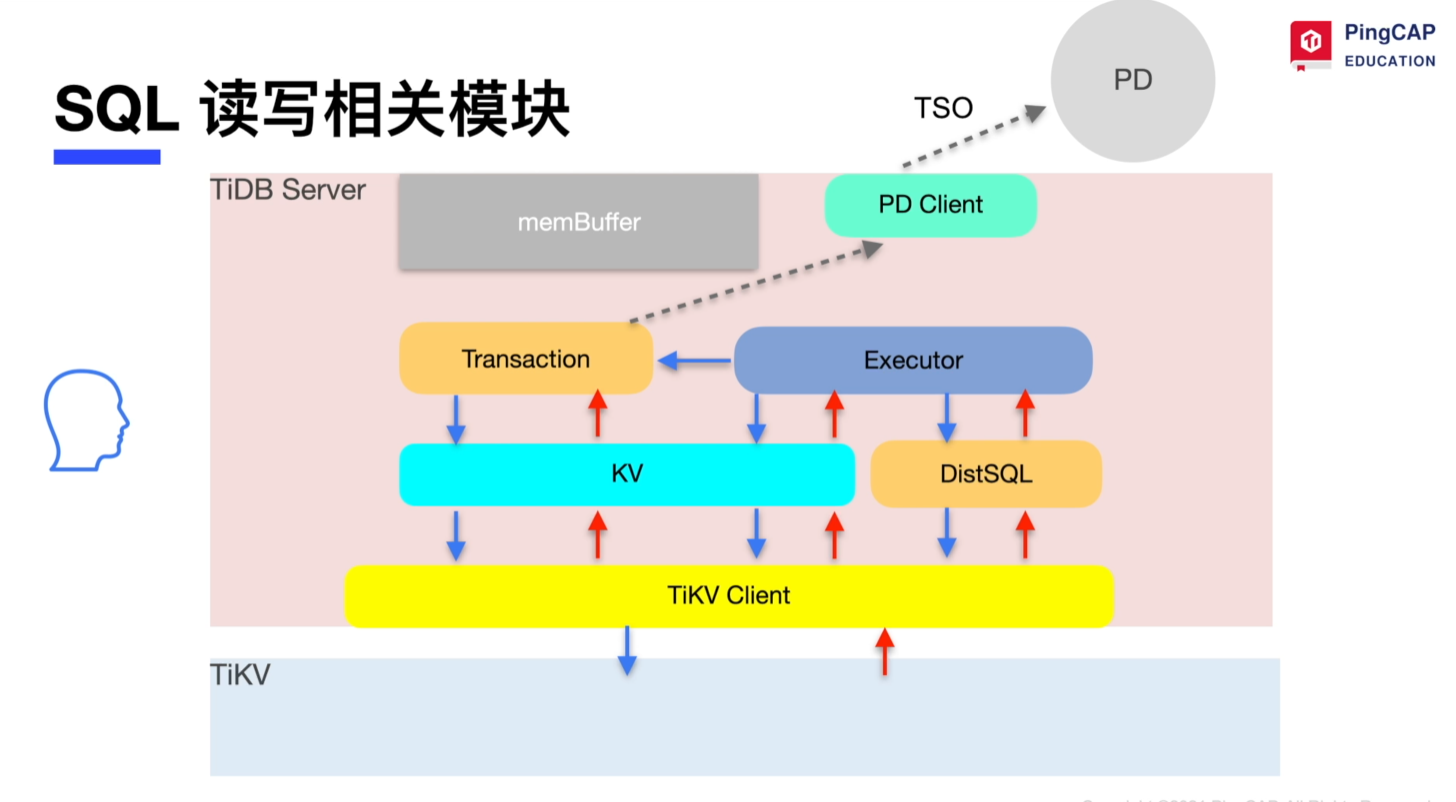 PingCAP
EDUCATION
PD
TSO
SQL 读写相关模块
TiDB Server
memBuffer
PD Client
Transaction
Executor
KV
DistSQL
TiKV Client
TiKV